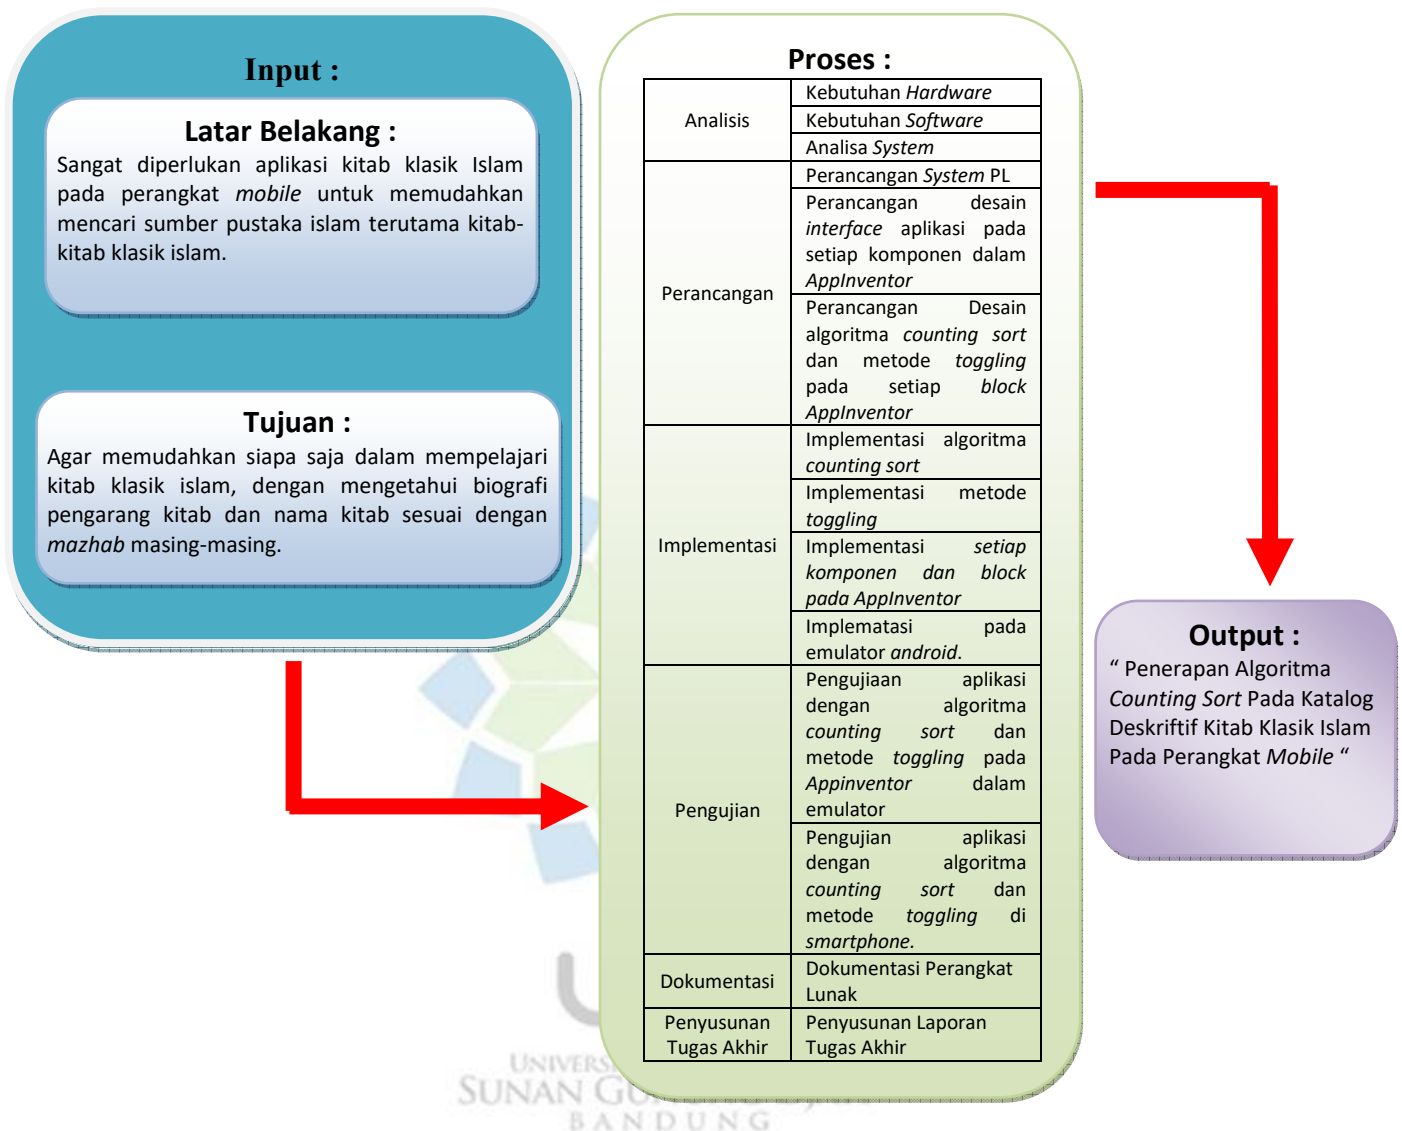 Input :
Latar Belakang :
Sangat diperlukan aplikasi kitab klasik Islam
pada perangkat mobile untuk memudahkan
mencari sumber pustaka islam terutama kitab-
kitab klasik islam.
Tujuan :
Agar memudahkan siapa saja dalam mempelajari
kitab klasik islam, dengan mengetahui biografi
pengarang kitab dan nama kitab sesuai dengan
mazhab masing-masing.
Proses :
Analisis
Kebutuhan Hardware
Kebutuhan Software
Analisa System
Perancangan
Perancangan System PL
Perancangan desain
interface aplikasi pada
setiap komponen dalam
AppInventor
Perancangan Desain
algoritma counting sort
dan metode toggling
pada setiap block
AppInventor
Implementasi
Implementasi algoritma
counting sort
Implementasi metode
toggling
Implementasi setiap
komponen dan block
pada AppInventor
Implematasi pada
emulator android.
Pengujian
Pengujiaan aplikasi
dengan algoritma
counting sort dan
metode toggling pada
Appinventor dalam
emulator
Pengujian aplikasi
dengan algoritma
counting sort dan
metode toggling di
smartphone.
Dokumentasi
Dokumentasi Perangkat
Lunak
Penyusunan
Tugas Akhir
Penyusunan Laporan
Tugas Akhir
Output :
“ Penerapan Algoritma
Counting Sort Pada Katalog
Deskriftif Kitab Klasik Islam
Pada Perangkat Mobile “
SUNAN
BANDUNG